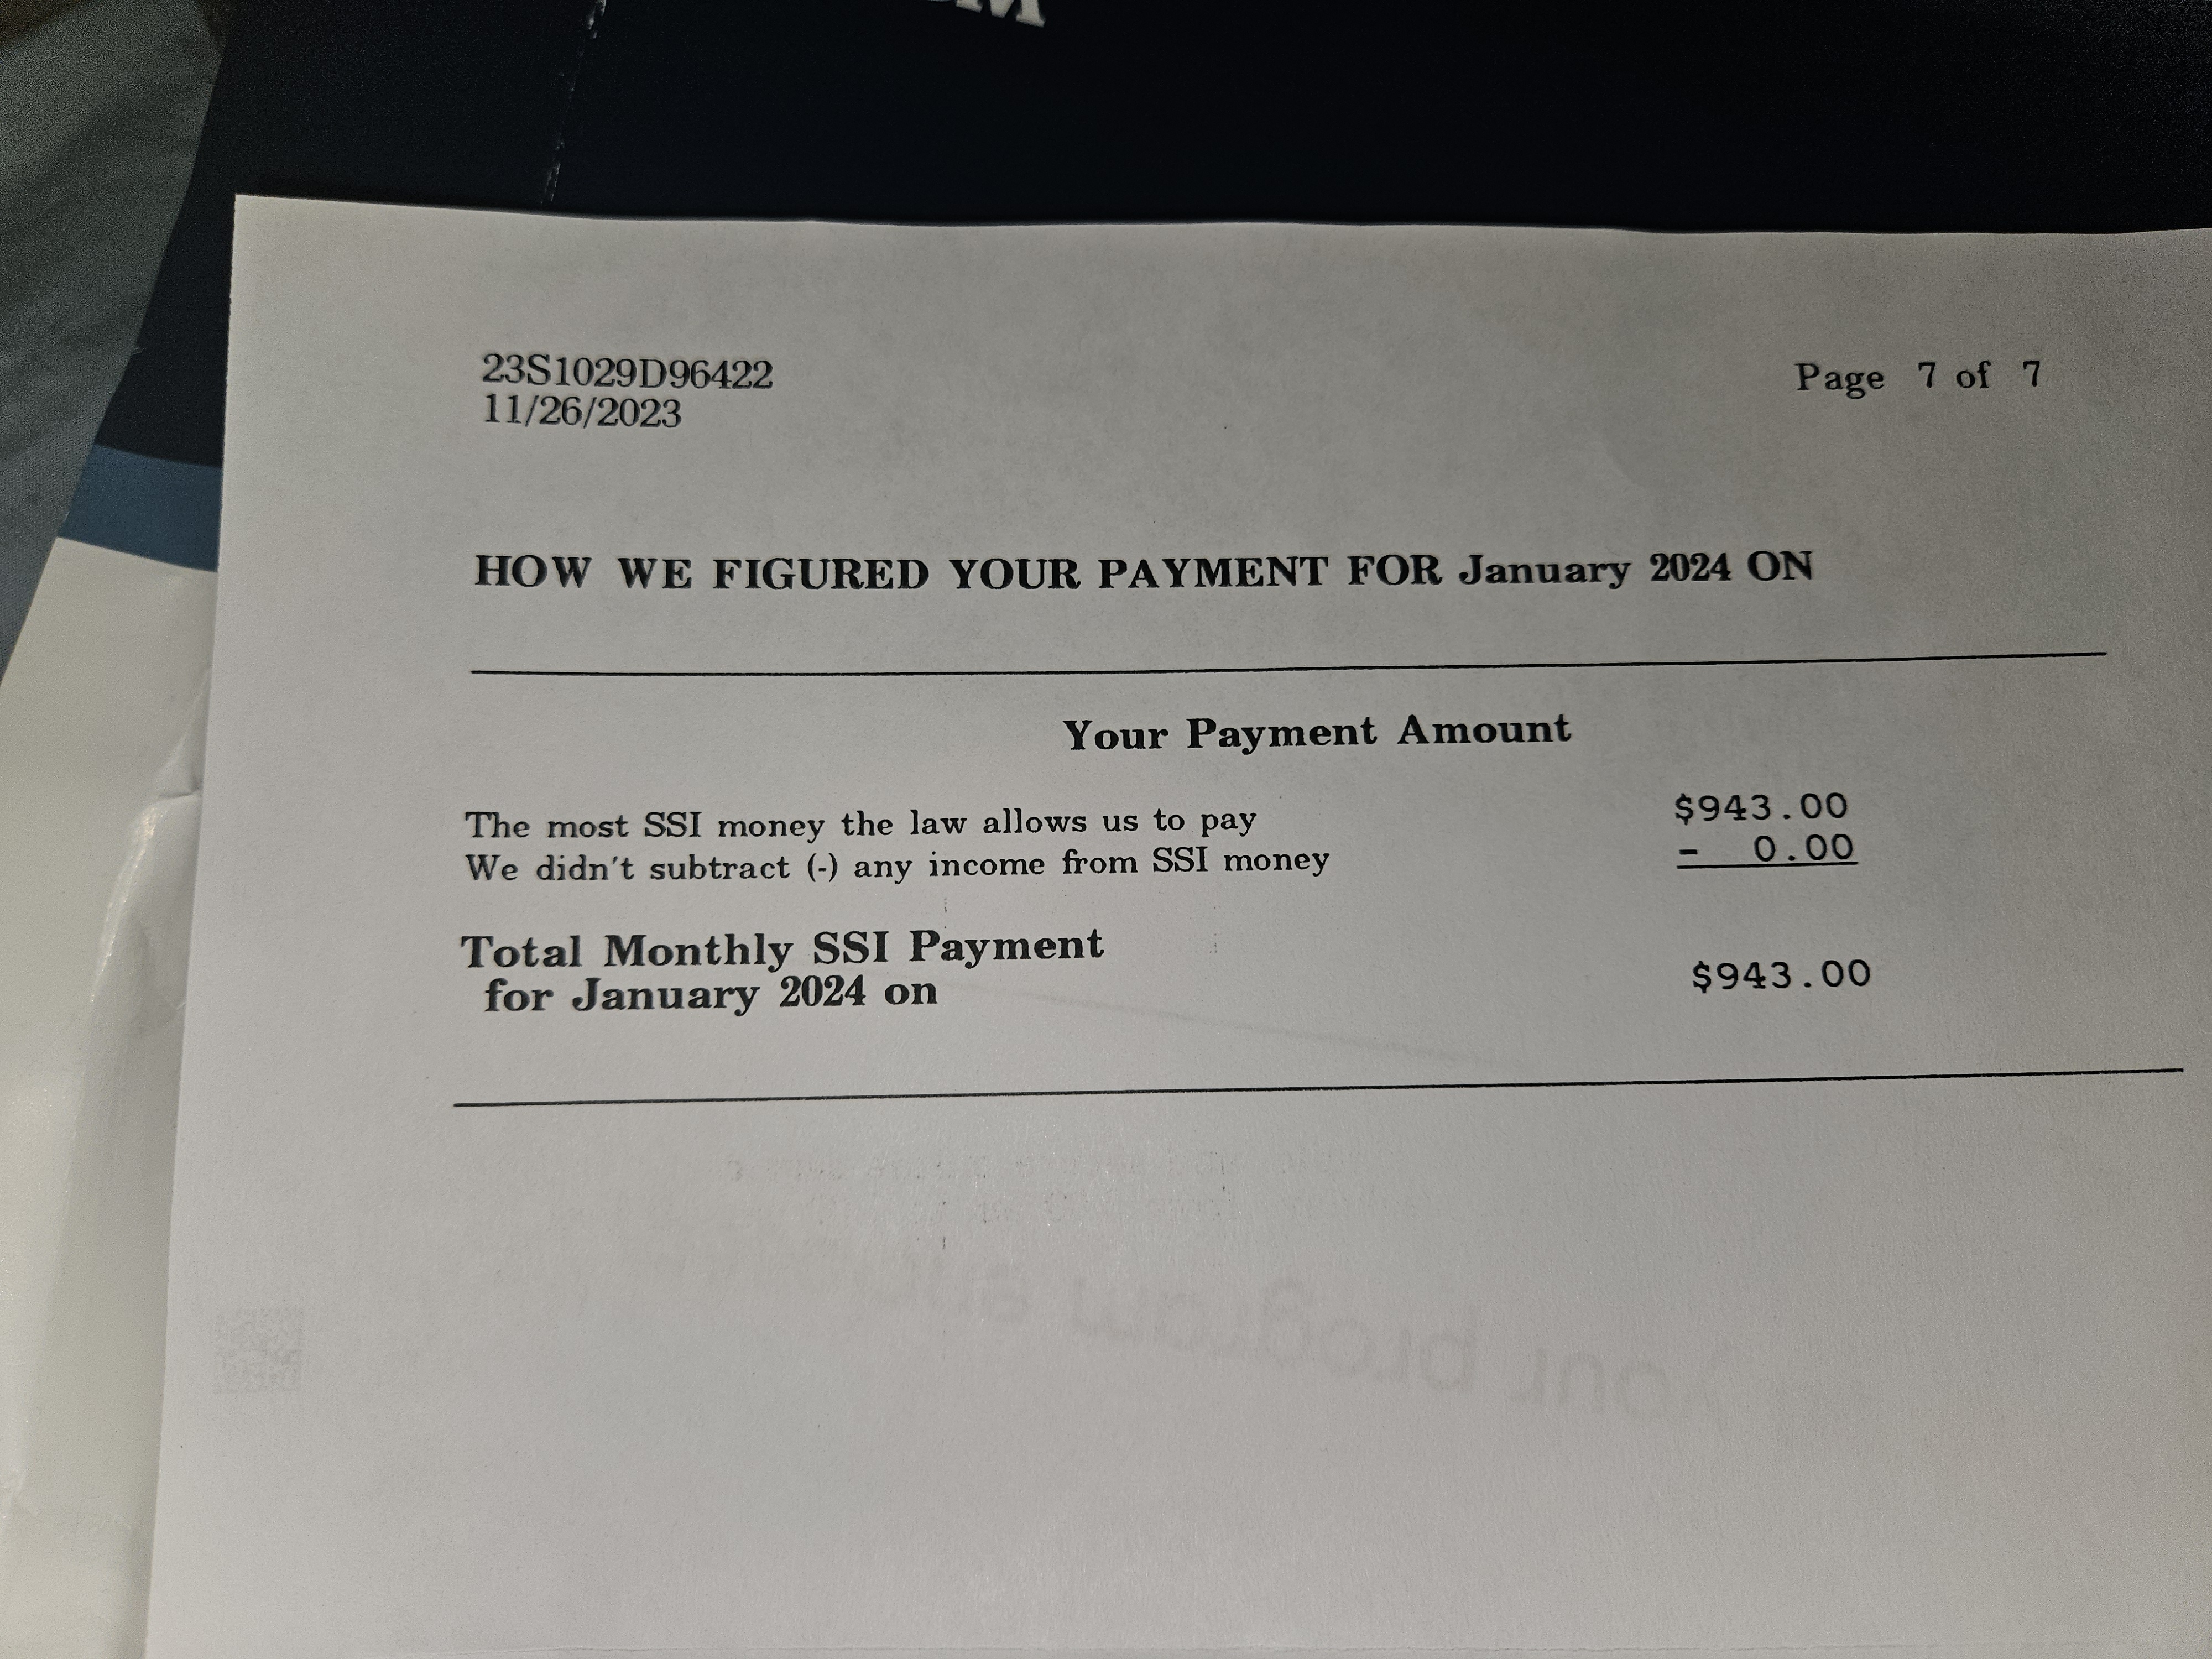 23S1029D96422
11/26/2023
Page 7 of 7
HOW WE FIGURED YOUR PAYMENT FOR January 2024 ON
Your Payment Amount
The most SSI money the law allows us to pay $943.00
We didn't subtract (-) any income from SSI money - 0.00
Total Monthly SSI Payment
for January 2024 on $943.00